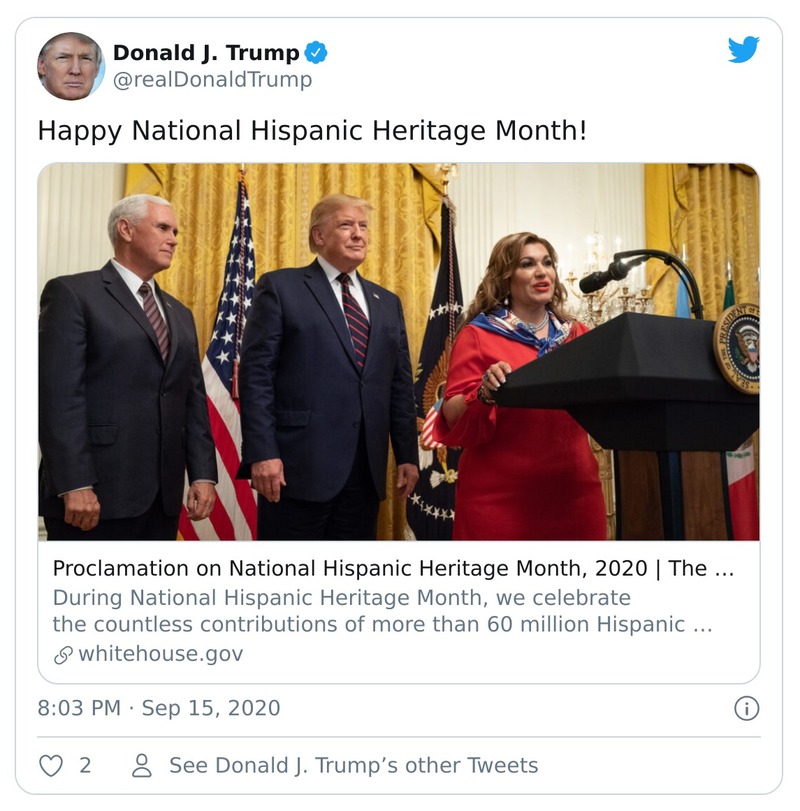 Donald J. Trump
@realDonaldTrump
Happy National Hispanic Heritage Month!
PRESIDENT OF
Proclamation on National Hispanic Heritage Month, 2020 | The ...
During National Hispanic Heritage Month, we celebrate
the countless contributions of more than 60 million Hispanic ...
whitehouse.gov
8:03 PM · Sep 15, 2020
2
See Donald J. Trump’s other Tweets